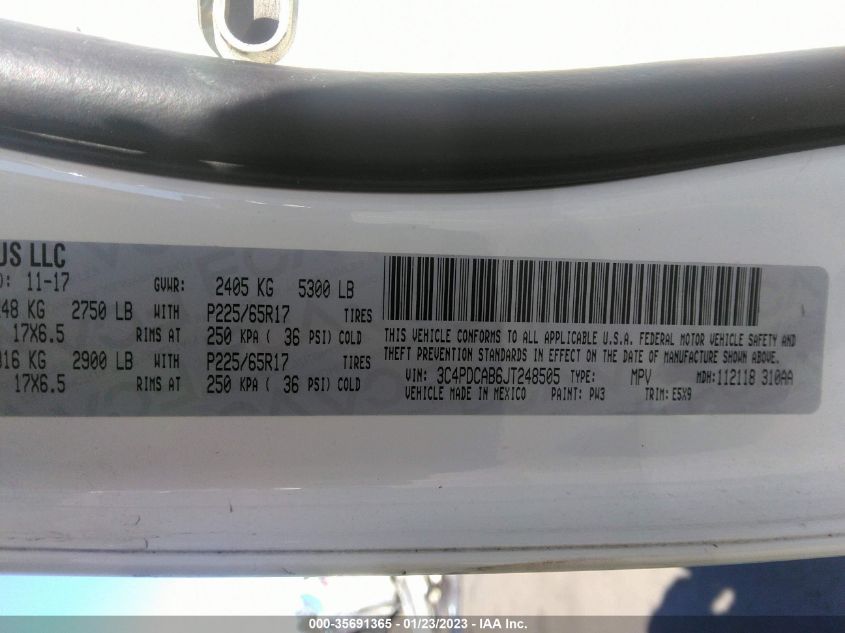 US LLC
: 11-17 GVWR: 2405 KG 5300 LB
48 KG 2750 LB WITH P225/65R17 TIRES
17X6.5 RIMS AT 250 KPA ( 36 PSI) COLD
16 KG 2900 LB WITH P225/65R17 TIRES
17X6.5 RIMS AT 250 KPA ( 36 PSI) COLD
THIS VEHICLE CONFORMS TO ALL APPLICABLE U.S.A. FEDERAL MOTOR VEHICLE SAFETY AND
THEFT PREVENTION STANDARDS IN EFFECT ON THE DATE OF MANUFACTURE SHOWN ABOVE.
VIN: 3C4PDCAB6JT248505 TYPE: MPV MDH:112118 310AA
VEHICLE MADE IN MEXICO PAINT: PW3 TRIM: E5X9
000-35691365 | 01/23/2023 | IAA Inc.